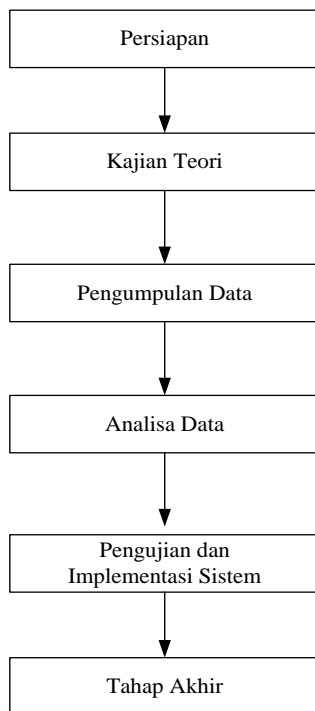 Persiapan
Kajian Teori
Pengumpulan Data
Analisa Data
Pengujian dan
Implementasi Sistem
Tahap Akhir